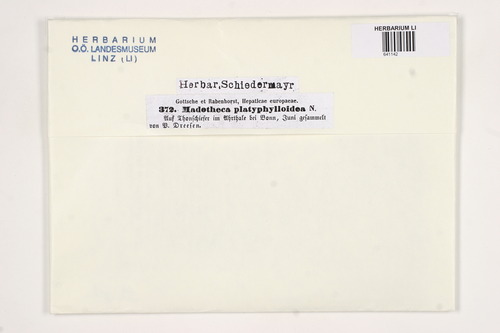 HERBARIUM
O.Ö. LANDESMUSEUM
LINZ (LI)
HERBARIUM LI
641142
Herbar, Schiedermayr
Gottsche et Rabenhorst, Hepaticae europaeae.
372. Madotheca platyphylloidea N.
Auf Thonschiefer im Ahrthale bei Bonn, Juni gesammelt
von P. Dreesen.